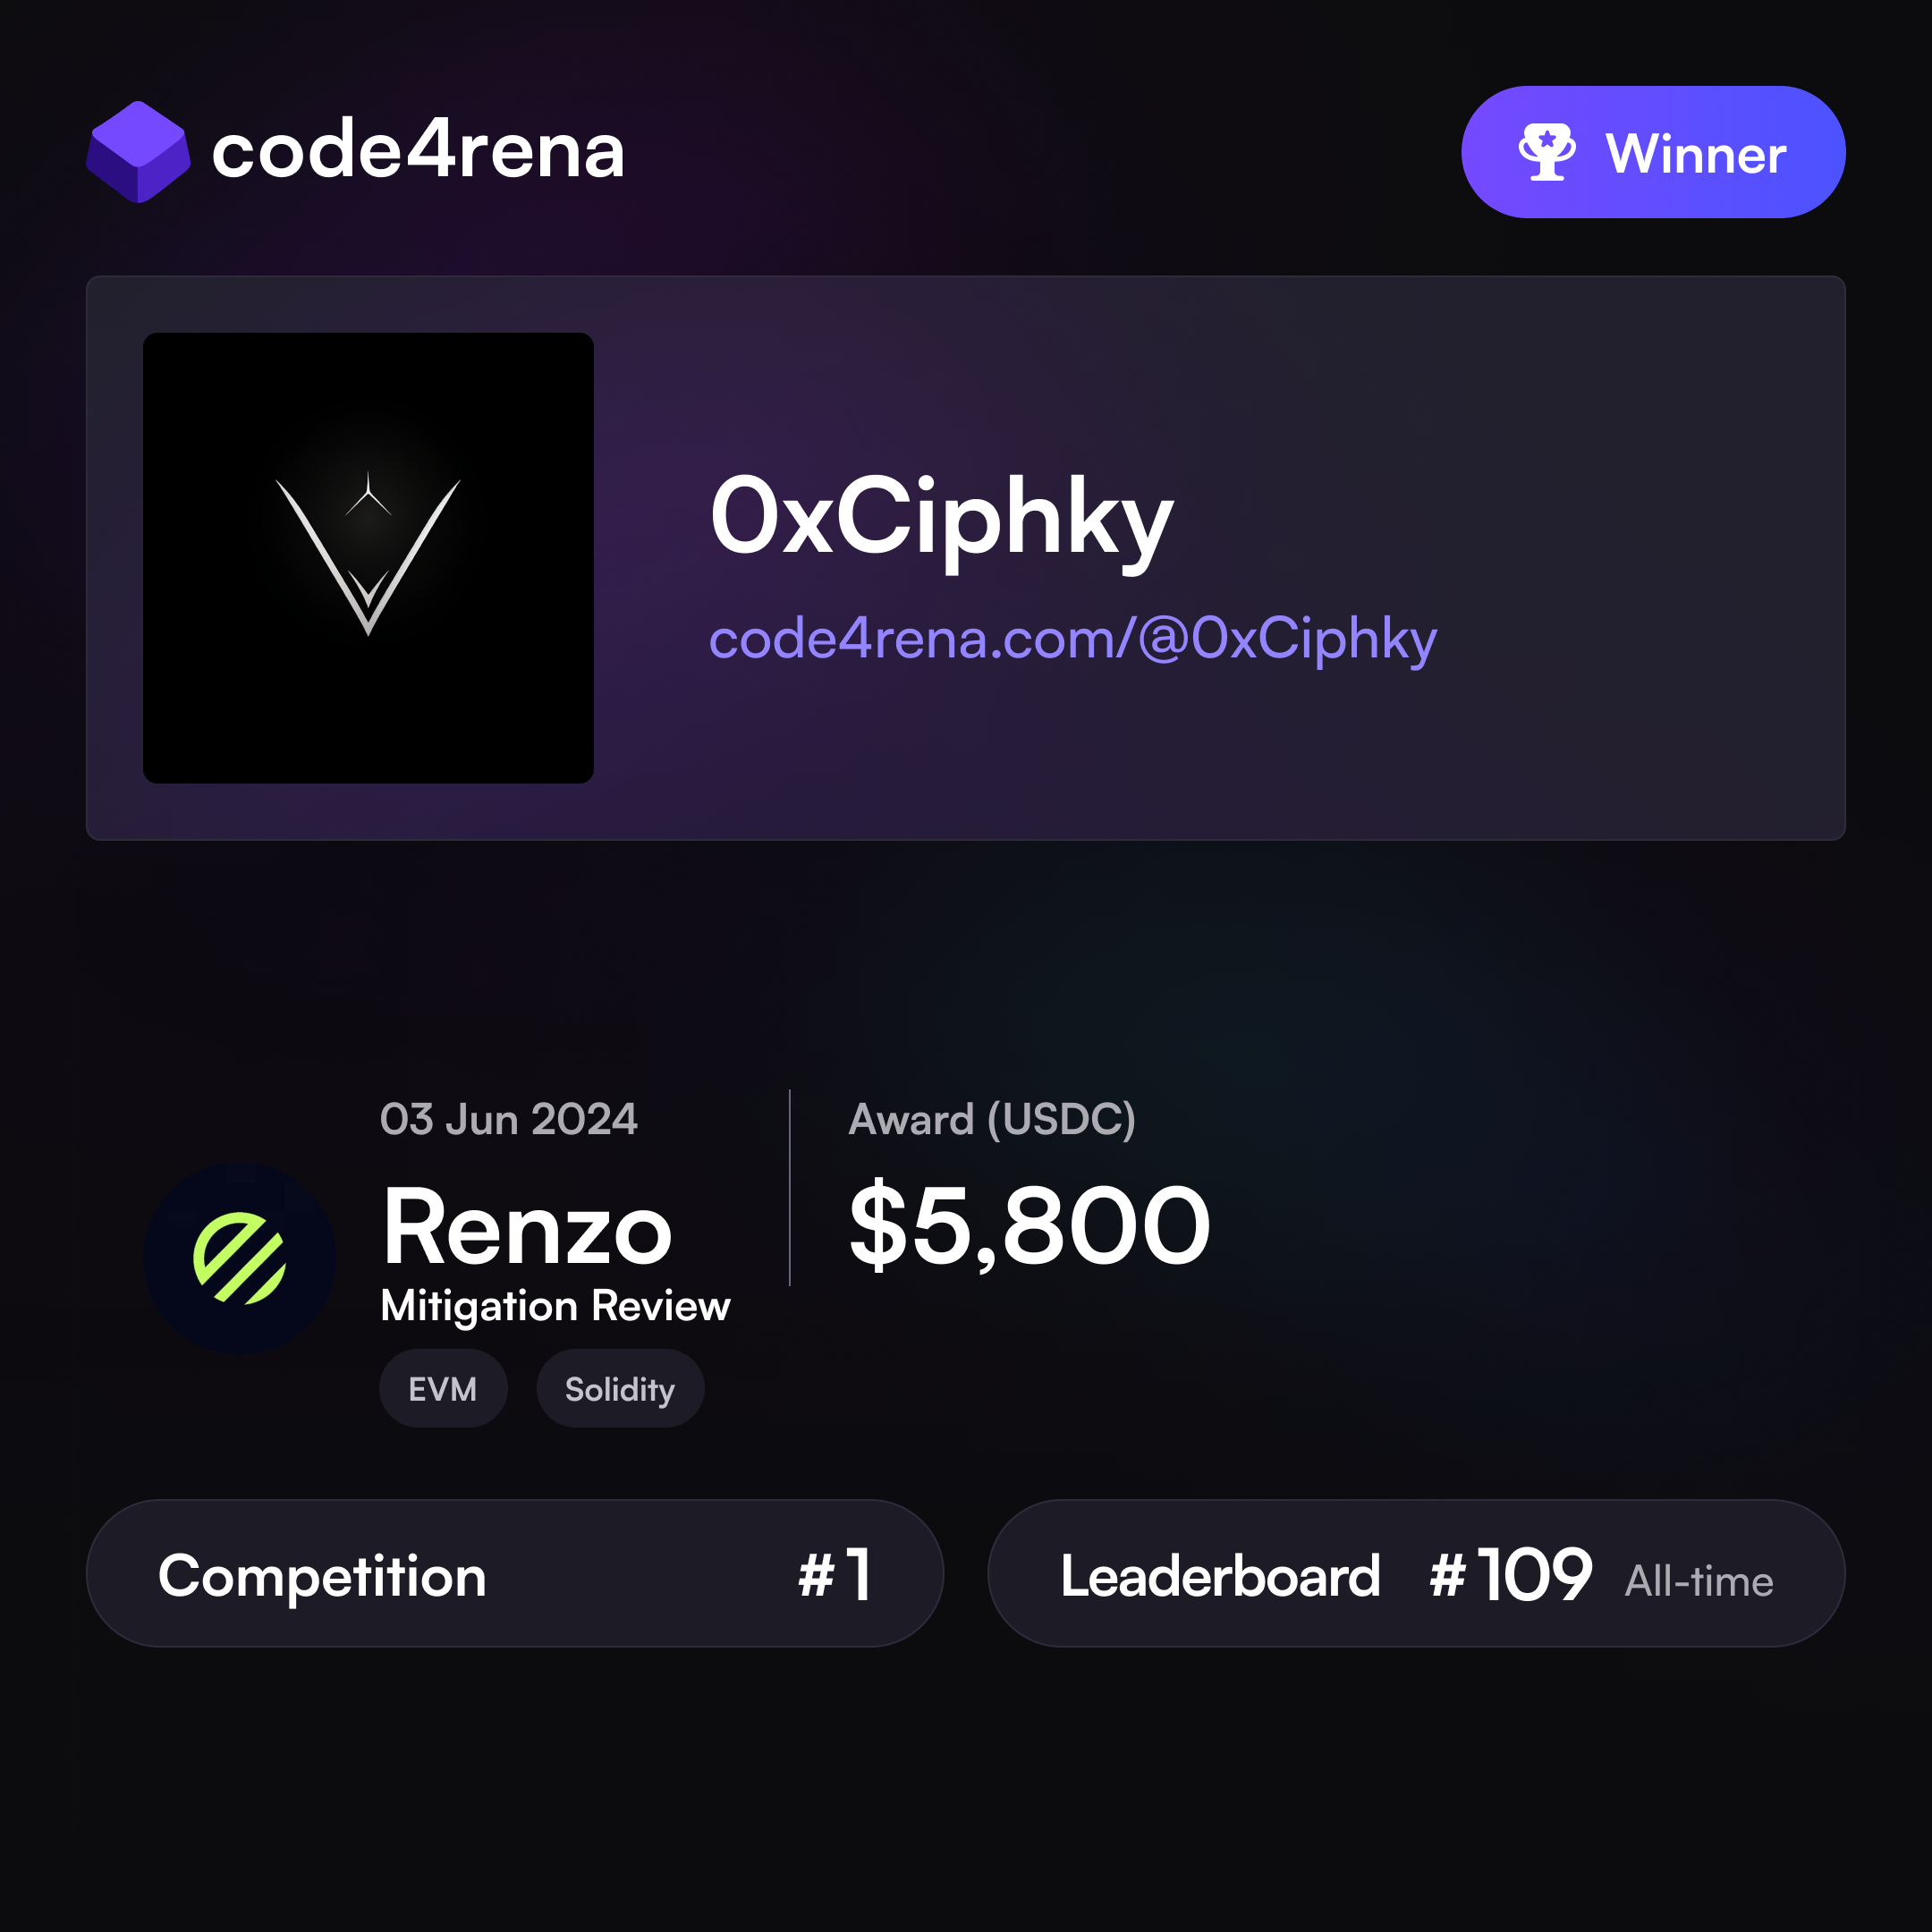 code4rena
Winner
0xCiphky
code4rena.com/@0xCiphky
03 Jun 2024
Renzo
Mitigation Review
EVM Solidity
Award (USDC)
$5,800
Competition #1
Leaderboard #109 All-time